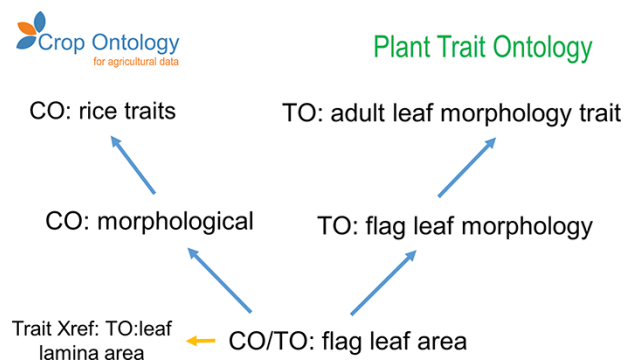 Crop Ontology
for agricultural data
Plant Trait Ontology
CO: rice traits
TO: adult leaf morphology trait
CO: morphological
TO: flag leaf morphology
Trait Xref: TO:leaf
lamina area
CO/TO: flag leaf area